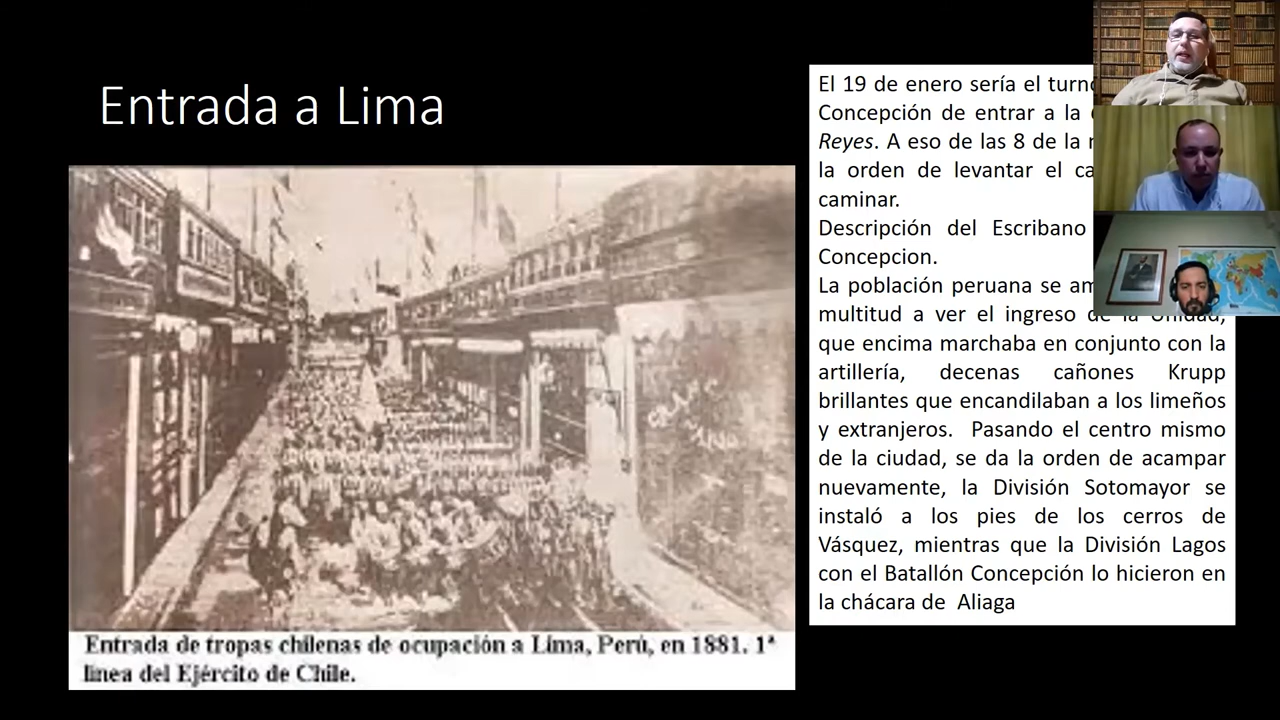 Entrada a Lima
El 19 de enero sería el turno
Concepción de entrar a la
Reyes. A eso de las 8 de la
la orden de levantar el
caminar.
Descripción del Escribano
Concepcion.
La población peruana se
multitud a ver el ingreso de la Unidad,
que encima marchaba en conjunto con la
artillería, decenas cañones Krupp
brillantes que encandilaban a los limeños
y extranjeros. Pasando el centro mismo
de la ciudad, se da la orden de acampar
nuevamente, la División Sotomayor se
instaló a los pies de los cerros de
Vásquez, mientras que la División Lagos
con el Batallón Concepción lo hicieron en
la chácara de Aliaga
Entrada de tropas chilenas de ocupación a Lima, Perú, en 1881. 1ª
línea del Ejército de Chile.